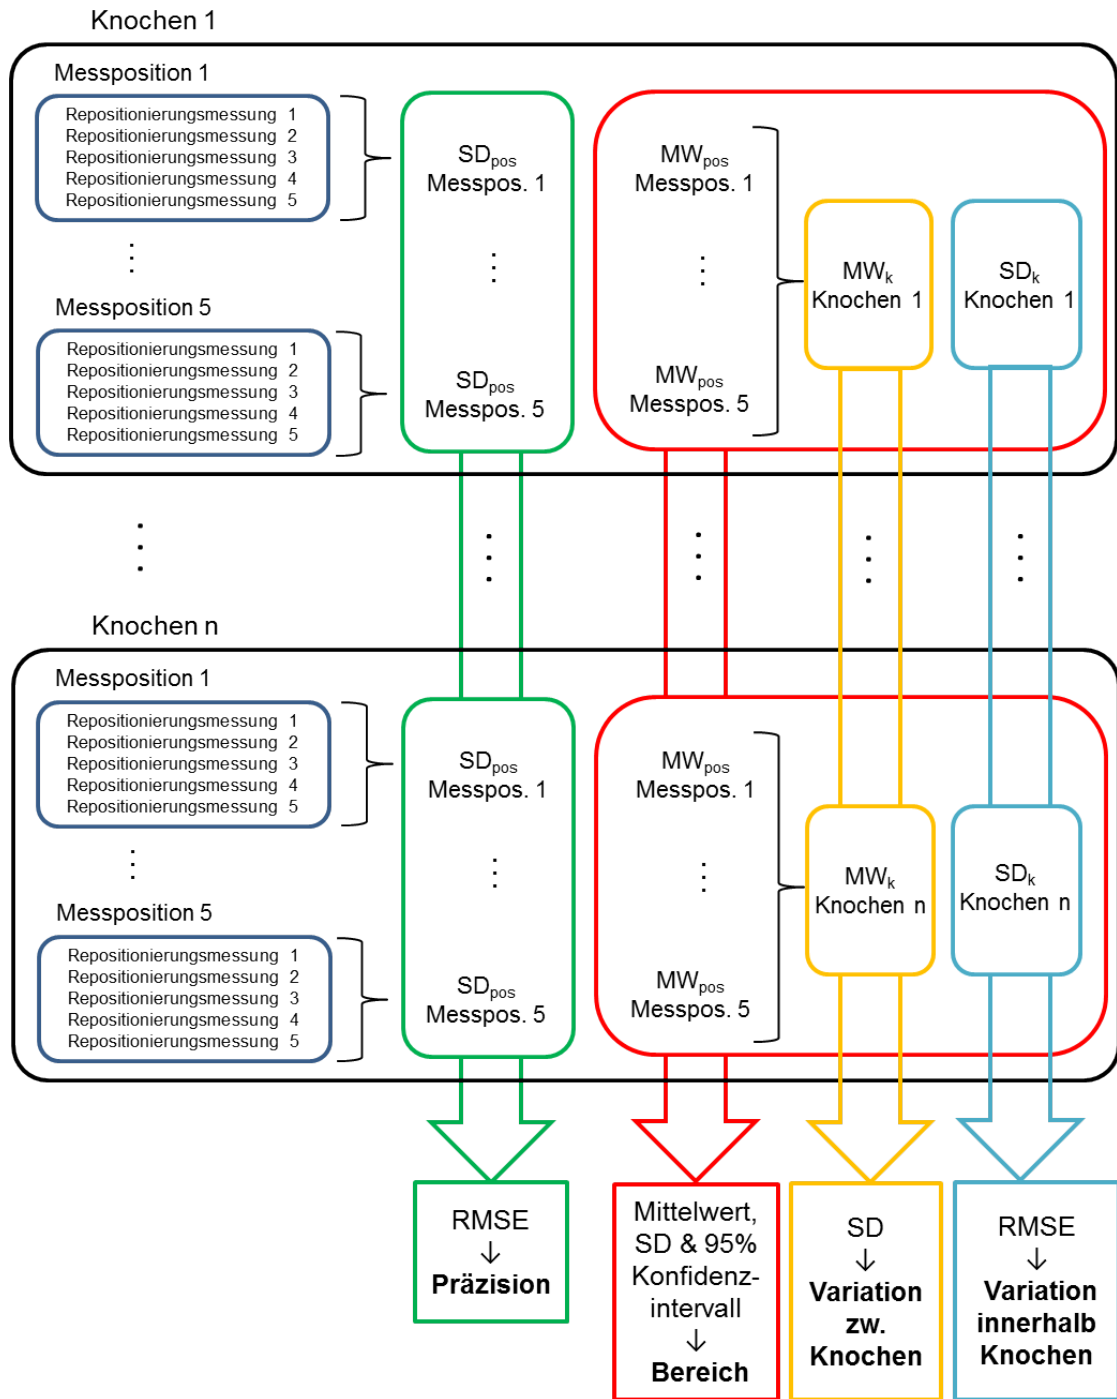 Knochen 1
Messposition 1
Repositionierungsmessung 1
Repositionierungsmessung 2
Repositionierungsmessung 3
Repositionierungsmessung 4
Repositionierungsmessung 5
Messposition 5
Repositionierungsmessung 1
Repositionierungsmessung 2
Repositionierungsmessung 3
Repositionierungsmessung 4
Repositionierungsmessung 5
SDpos
Messpos. 1
SDpos
Messpos. 5
MWpos
Messpos. 1
MWpos
Messpos. 5
MWk
Knochen 1
SDk
Knochen 1
Knochen n
Messposition 1
Repositionierungsmessung 1
Repositionierungsmessung 2
Repositionierungsmessung 3
Repositionierungsmessung 4
Repositionierungsmessung 5
Messposition 5
Repositionierungsmessung 1
Repositionierungsmessung 2
Repositionierungsmessung 3
Repositionierungsmessung 4
Repositionierungsmessung 5
SDpos
Messpos. 1
SDpos
Messpos. 5
MWpos
Messpos. 1
MWpos
Messpos. 5
MWk
Knochen n
SDk
Knochen n
RMSE
↓
Präzision
Mittelwert,
SD & 95%
Konfidenz-
intervall
↓
Bereich
SD
↓
Variation
zw.
Knochen
RMSE
↓
Variation
innerhalb
Knochen